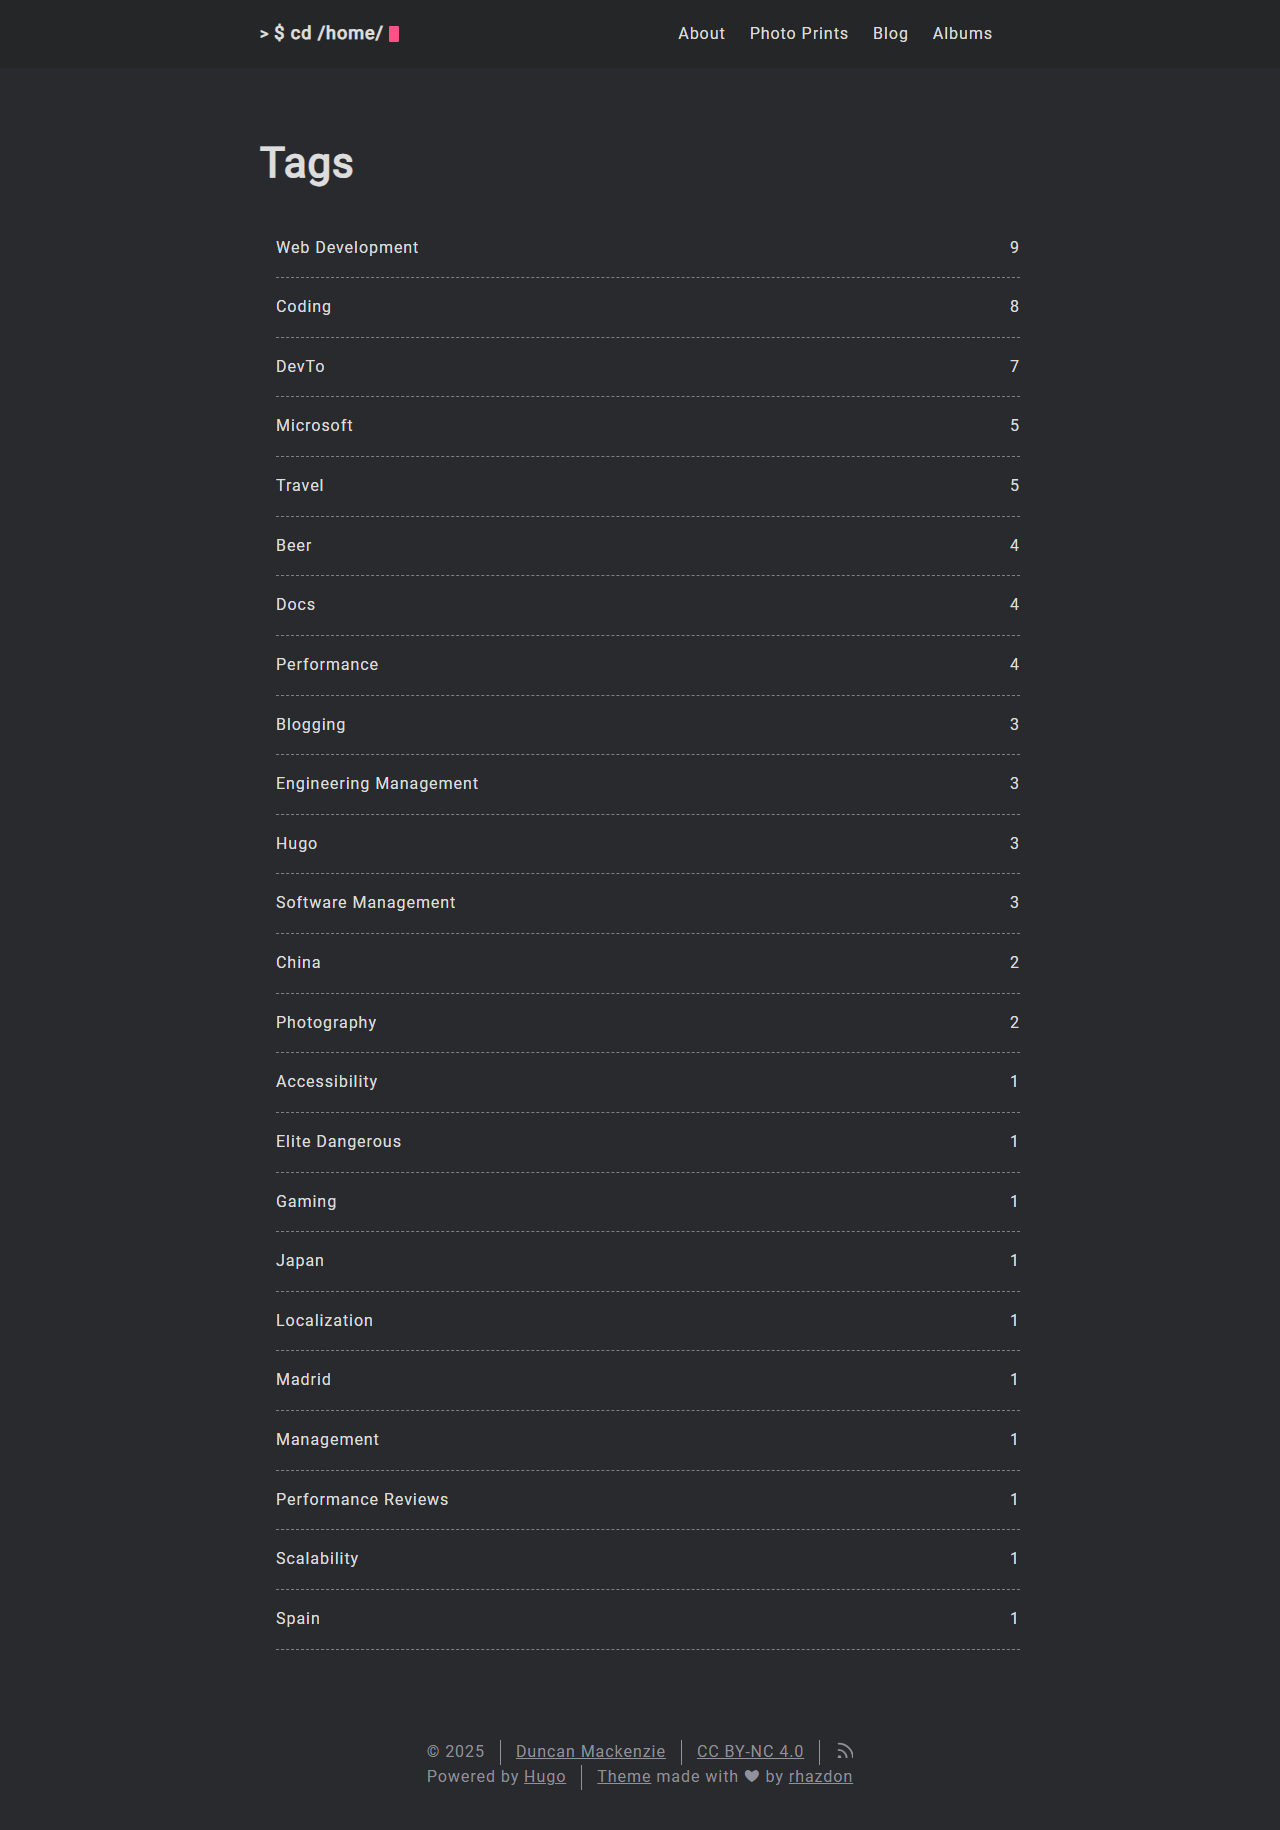 > $ cd /home/
About Photo Prints Blog Albums
Tags
Web Development 9
Coding 8
DevTo 7
Microsoft 5
Travel 5
Beer 4
Docs 4
Performance 4
Blogging 3
Engineering Management 3
Hugo 3
Software Management 3
China 2
Photography 2
Accessibility 1
Elite Dangerous 1
Gaming 1
Japan 1
Localization 1
Madrid 1
Management 1
Performance Reviews 1
Scalability 1
Spain 1
© 2025 Duncan Mackenzie CC BY-NC 4.0
Powered by Hugo Theme made with ♥ by rhazdon